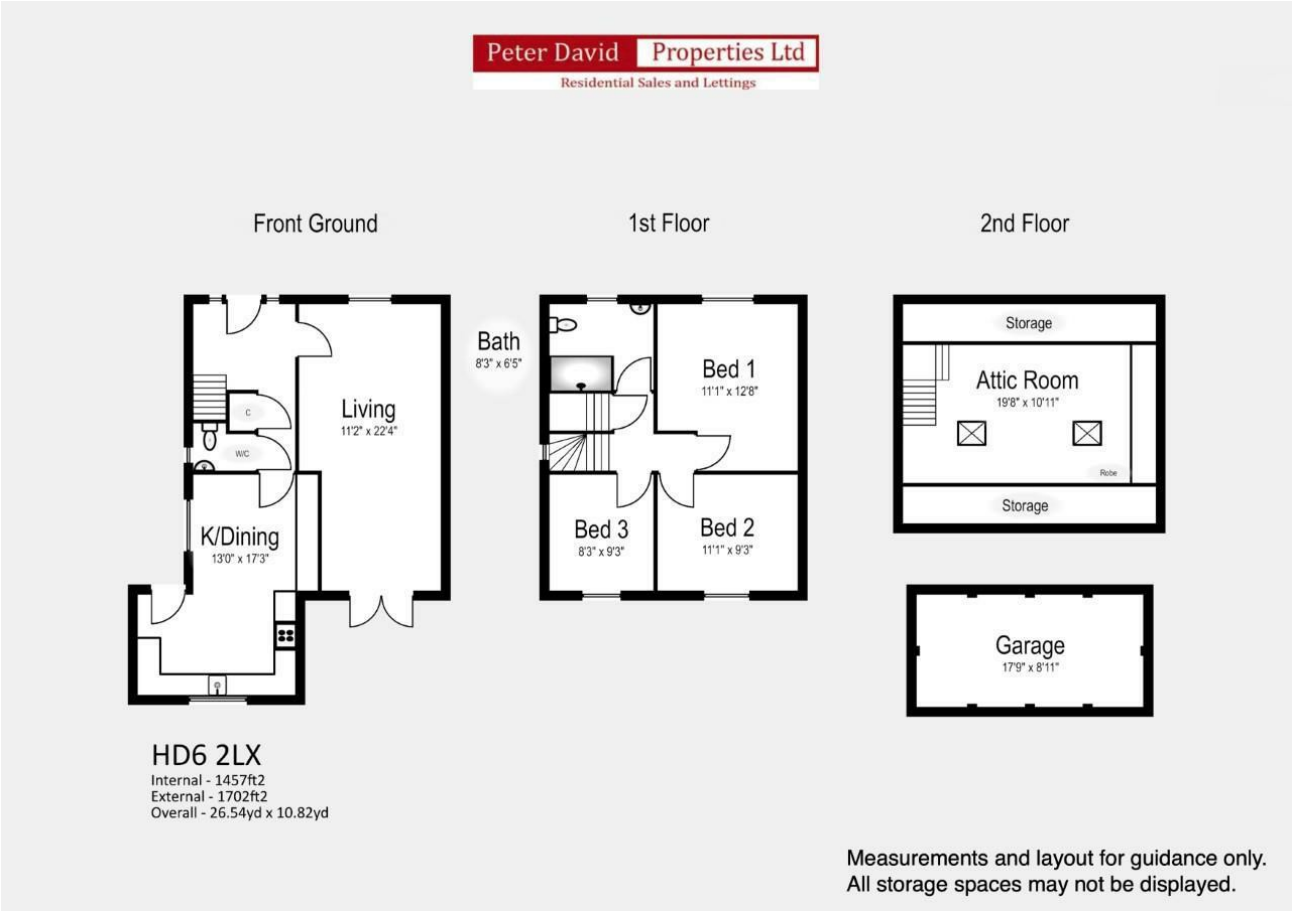 Peter David Properties Ltd
Residential Sales and Lettings
Front Ground
1st Floor
2nd Floor
C
W/C
Living
11'2" x 22'4"
K/Dining
13'0" x 17'3"
Bath
8'3" x 6'5"
Bed 1
11'1" x 12'8"
Bed 3
8'3" x 9'3"
Bed 2
11'1" x 9'3"
Storage
Attic Room
19'8" x 10'11"
Robe
Storage
Garage
17'9" x 8'11"
HD6 2LX
Internal - 1457ft2
External - 1702ft2
Overall - 26.54yd x 10.82yd
Measurements and layout for guidance only.
All storage spaces may not be displayed.